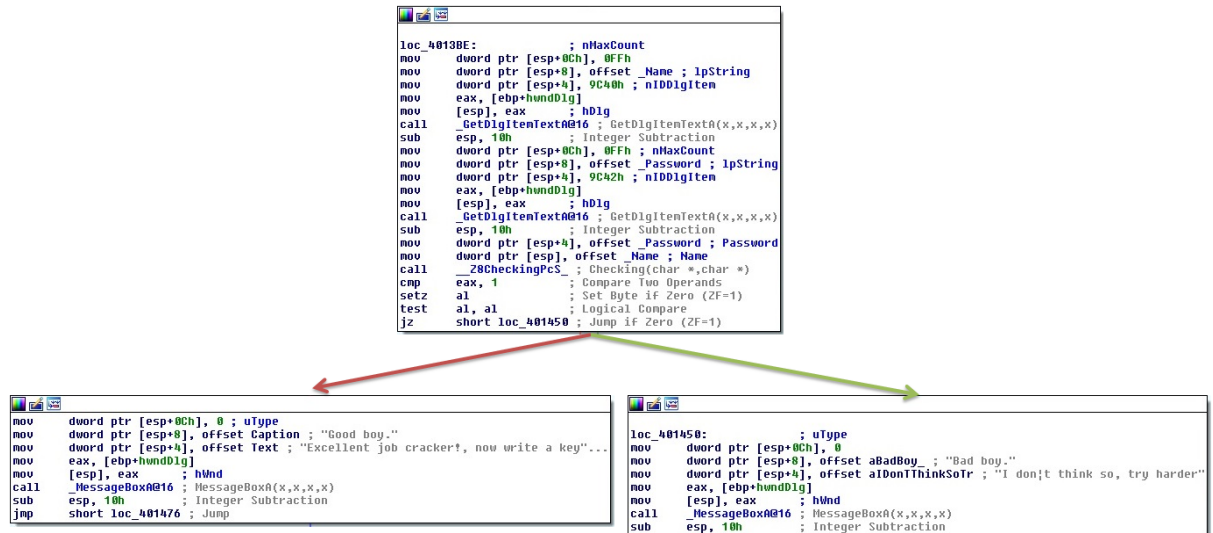 loc_4013BE: ; nMaxCount
mov dword ptr [esp+0Ch], 0FFh
mov dword ptr [esp+8], offset _Name ; lpString
mov dword ptr [esp+4], 9C40h ; nIDDlgItem
mov eax, [ebp+hwndDlg]
mov [esp], eax ; hDlg
call _GetDlgItemTextA@16 ; GetDlgItemTextA(x,x,x,x)
sub esp, 10h ; Integer Subtraction
mov dword ptr [esp+0Ch], 0FFh ; nMaxCount
mov dword ptr [esp+8], offset _Password ; lpString
mov dword ptr [esp+4], 9C42h ; nIDDlgItem
mov eax, [ebp+hwndDlg]
mov [esp], eax ; hDlg
call _GetDlgItemTextA@16 ; GetDlgItemTextA(x,x,x,x)
sub esp, 10h ; Integer Subtraction
mov dword ptr [esp+4], offset _Password ; Password
mov dword ptr [esp], offset _Name ; Name
call __Z8CheckingPcS_ ; Checking(char *,char *)
cmp eax, 1 ; Compare Two Operands
setz al ; Set Byte if Zero (ZF=1)
test al, al ; Logical Compare
jz short loc_401450 ; Jump if Zero (ZF=1)
mov dword ptr [esp+0Ch], 0 ; uType
mov dword ptr [esp+8], offset Caption ; "Good boy."
mov dword ptr [esp+4], offset Text ; "Excellent job cracker!, now write a key"...
mov eax, [ebp+hwndDlg]
mov [esp], eax ; hWnd
call _MessageBoxA@16 ; MessageBoxA(x,x,x,x)
sub esp, 10h ; Integer Subtraction
jmp short loc_401476 ; Jump
loc_401450: ; uType
mov dword ptr [esp+0Ch], 0
mov dword ptr [esp+8], offset aBadBoy_ ; "Bad boy."
mov dword ptr [esp+4], offset aIDonTThinkSoTr ; "I don¦t think so, try harder"
mov eax, [ebp+hwndDlg]
mov [esp], eax ; hWnd
call _MessageBoxA@16 ; MessageBoxA(x,x,x,x)
sub esp, 10h ; Integer Subtraction